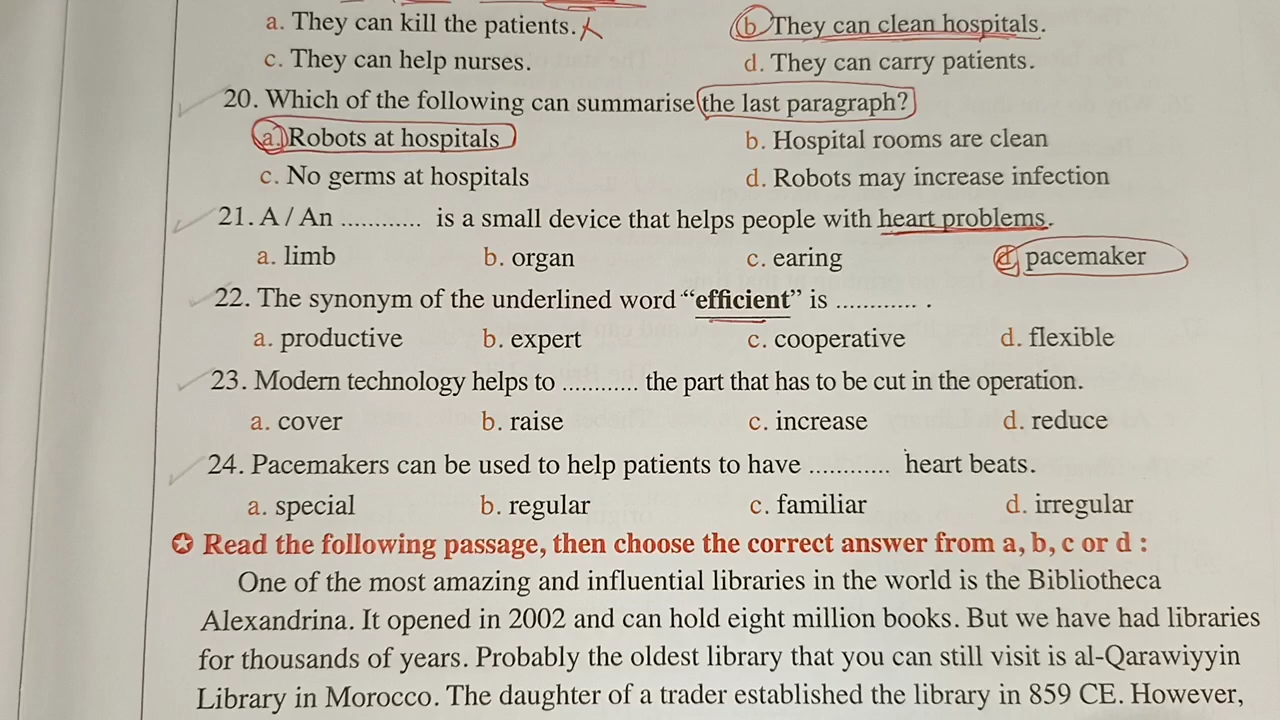 a. They can kill the patients. b. They can clean hospitals.
c. They can help nurses. d. They can carry patients.
20. Which of the following can summarise the last paragraph?
a. Robots at hospitals b. Hospital rooms are clean
c. No germs at hospitals d. Robots may increase infection
21. A / An ............ is a small device that helps people with heart problems.
a. limb b. organ c. earing d. pacemaker
22. The synonym of the underlined word “efficient” is ............ .
a. productive b. expert c. cooperative d. flexible
23. Modern technology helps to ........... the part that has to be cut in the operation.
a. cover b. raise c. increase d. reduce
24. Pacemakers can be used to help patients to have ............ heart beats.
a. special b. regular c. familiar d. irregular
Read the following passage, then choose the correct answer from a, b, c or d :
One of the most amazing and influential libraries in the world is the Bibliotheca
Alexandrina. It opened in 2002 and can hold eight million books. But we have had libraries
for thousands of years. Probably the oldest library that you can still visit is al-Qarawiyyin
Library in Morocco. The daughter of a trader established the library in 859 CE. However,